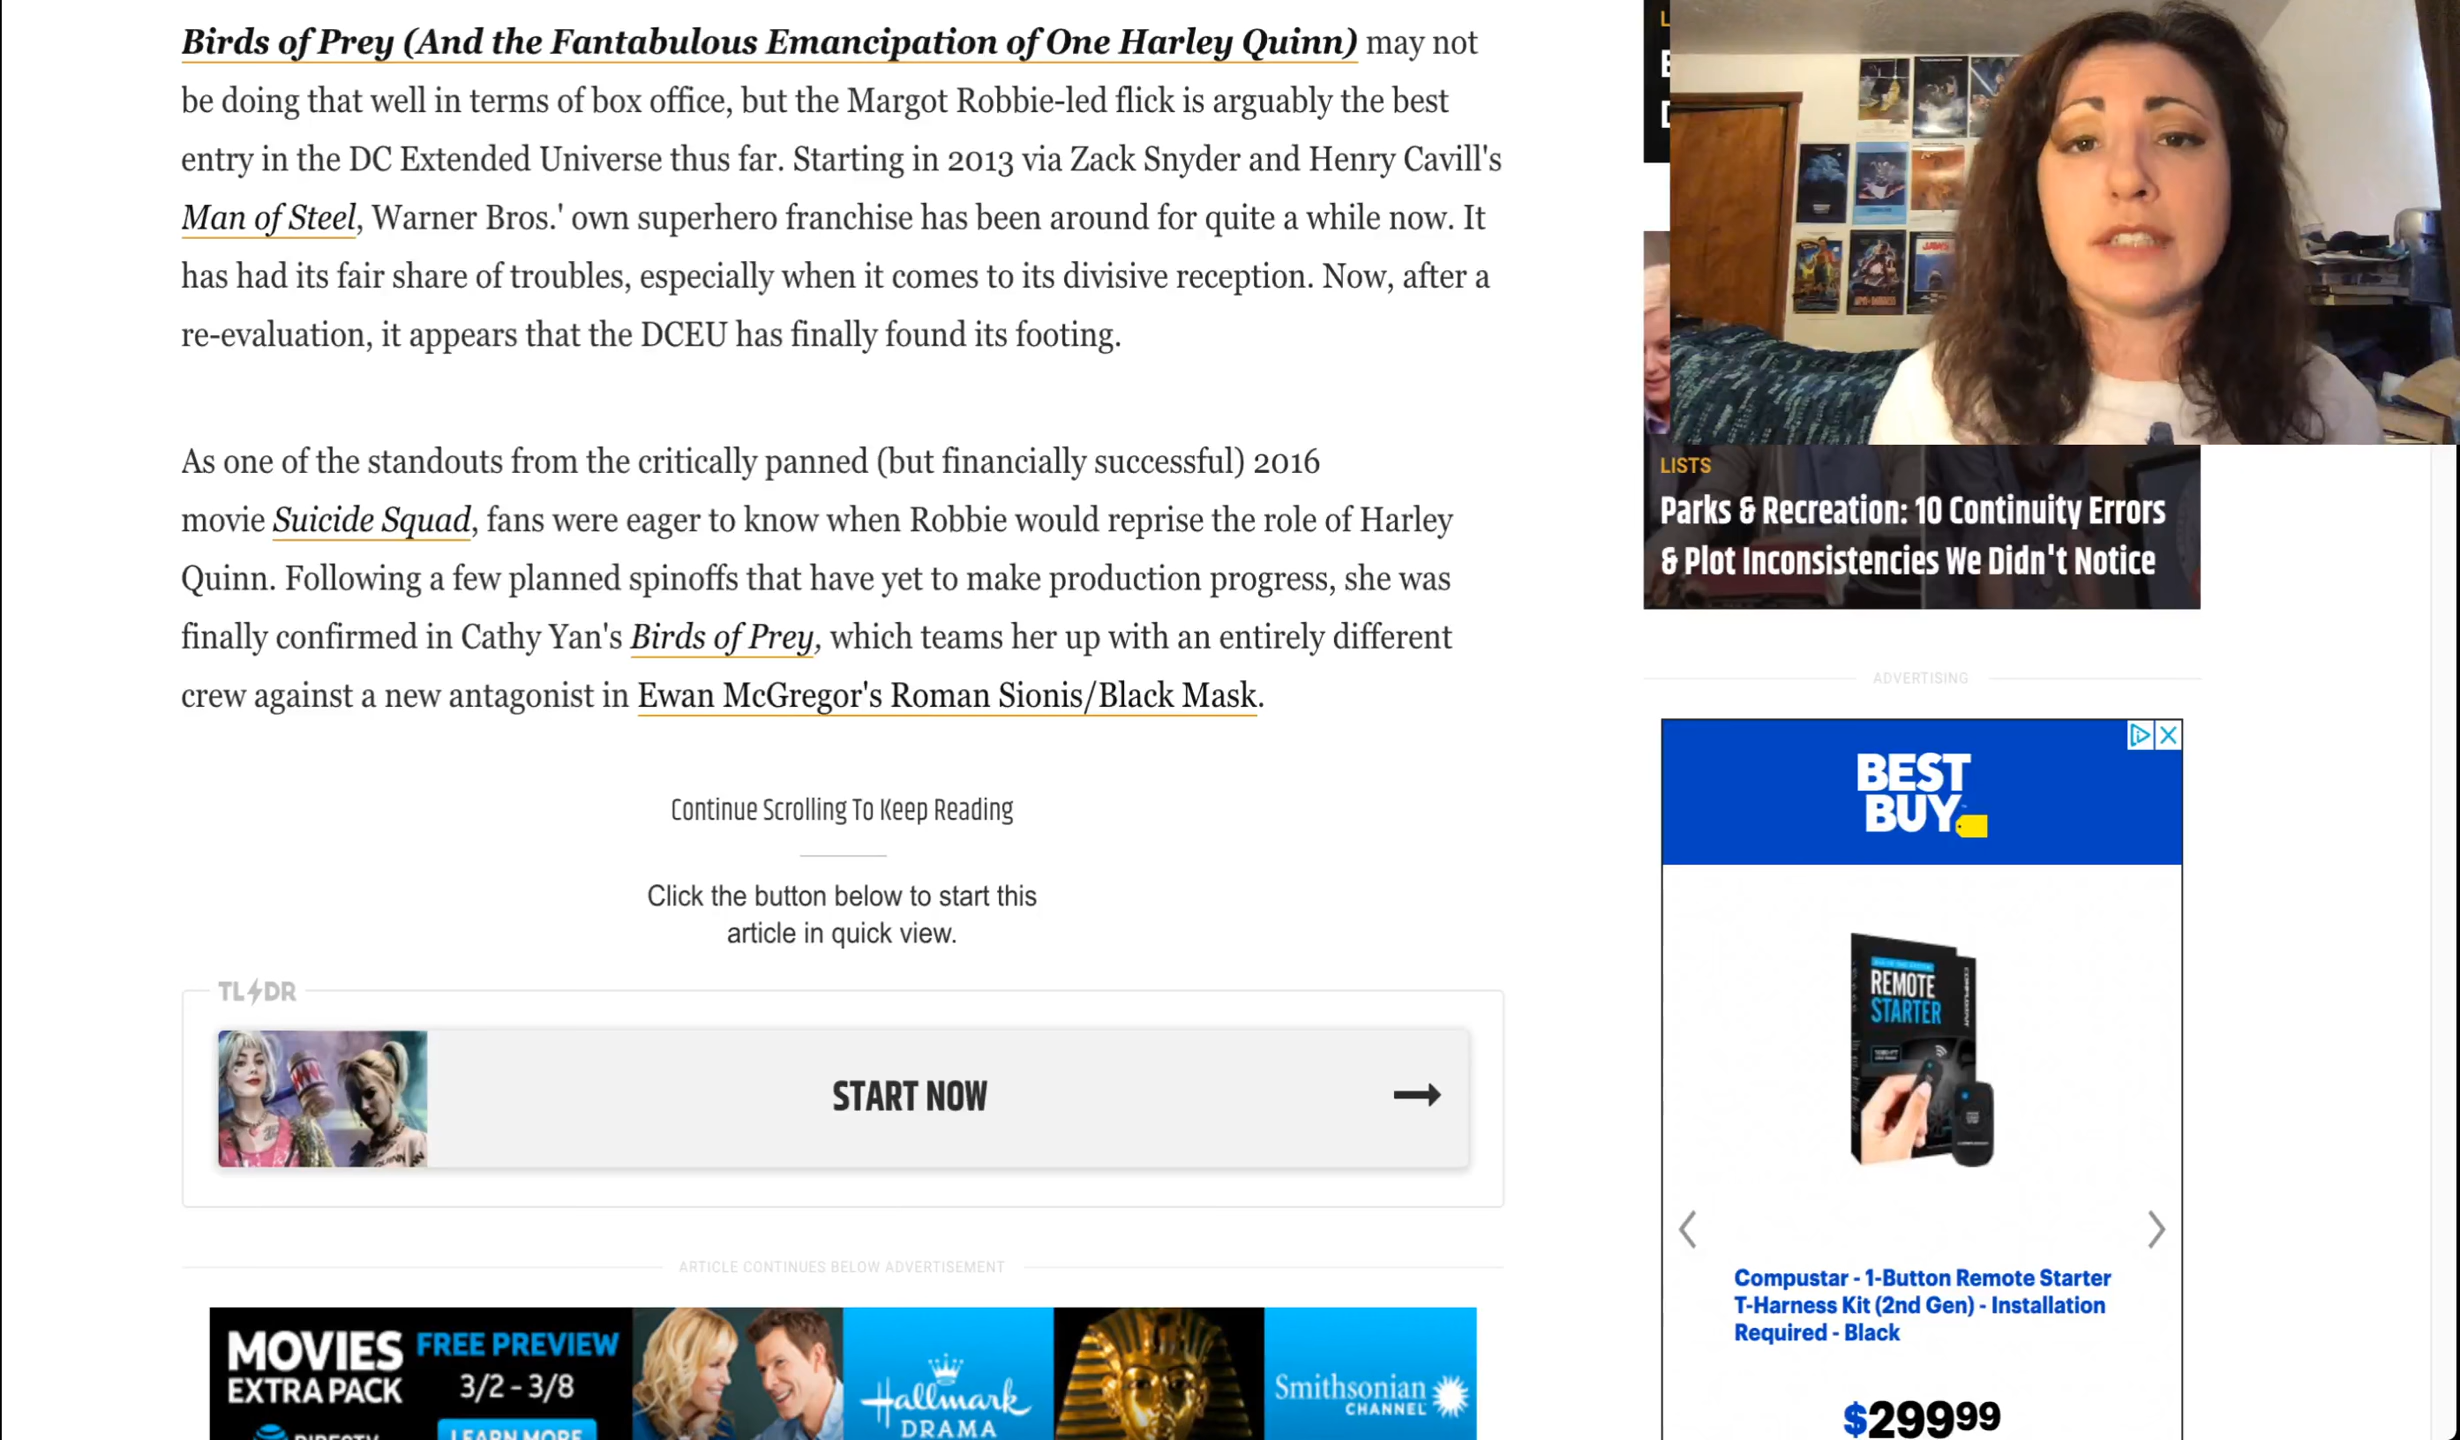 Birds of Prey (And the Fantabulous Emancipation of One Harley Quinn) may not
be doing that well in terms of box office, but the Margot Robbie-led flick is arguably the best
entry in the DC Extended Universe thus far. Starting in 2013 via Zack Snyder and Henry Cavill's
Man of Steel, Warner Bros.' own superhero franchise has been around for quite a while now. It
has had its fair share of troubles, especially when it comes to its divisive reception. Now, after a
re-evaluation, it appears that the DCEU has finally found its footing.
As one of the standouts from the critically panned (but financially successful) 2016
movie Suicide Squad, fans were eager to know when Robbie would reprise the role of Harley
Quinn. Following a few planned spinoffs that have yet to make production progress, she was
finally confirmed in Cathy Yan's Birds of Prey, which teams her up with an entirely different
crew against a new antagonist in Ewan McGregor's Roman Sionis/Black Mask.
Continue Scrolling To Keep Reading
Click the button below to start this
article in quick view.
TL DR
START NOW
ARTICLE CONTINUES BELOW ADVERTISEMENT
MOVIES
EXTRA PACK
FREE PREVIEW
3/2 - 3/8
LEARN MORE
DIRECTV
Hallmark
DRAMA
Smithsonian
CHANNEL
JAWS
LISTS
Parks & Recreation: 10 Continuity Errors
& Plot Inconsistencies We Didn't Notice
ADVERTISING
BEST
BUY
REMOTE
STARTER
Compustar - 1-Button Remote Starter
T-Harness Kit (2nd Gen) - Installation
Required - Black
$29999